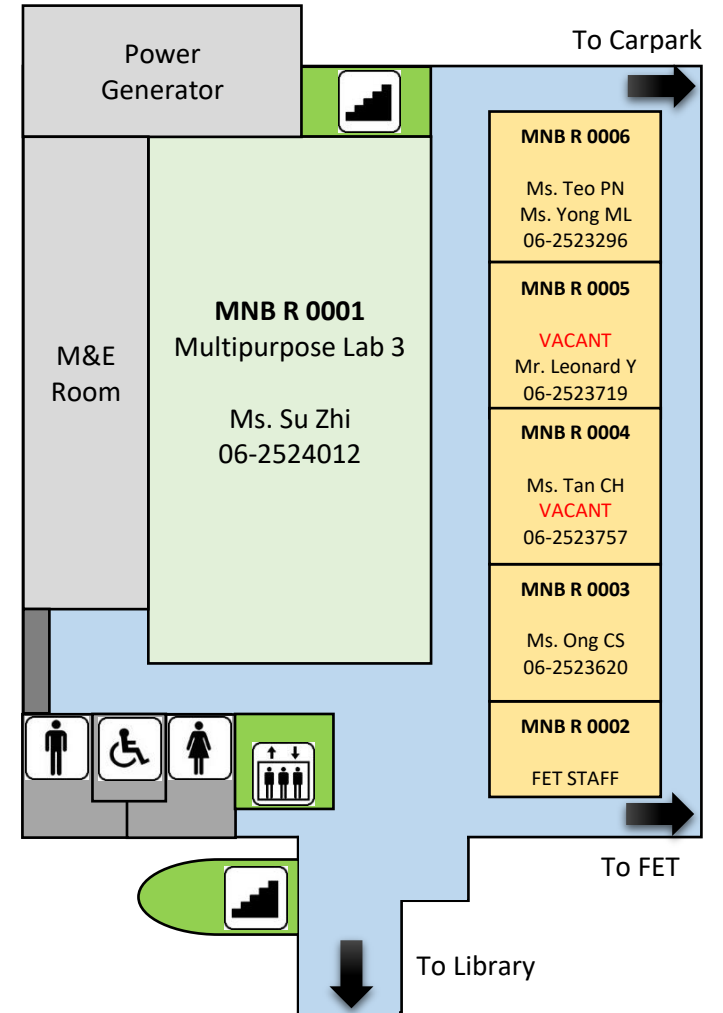 Power
Generator
To Carpark
MNB R 0006
Ms. Teo PN
Ms. Yong ML
06-2523296
MNB R 0005
VACANT
Mr. Leonard Y
06-2523719
M&E
Room
MNB R 0001
Multipurpose Lab 3
Ms. Su Zhi
06-2524012
MNB R 0004
Ms. Tan CH
VACANT
06-2523757
MNB R 0003
Ms. Ong CS
06-2523620
MNB R 0002
FET STAFF
To FET
To Library